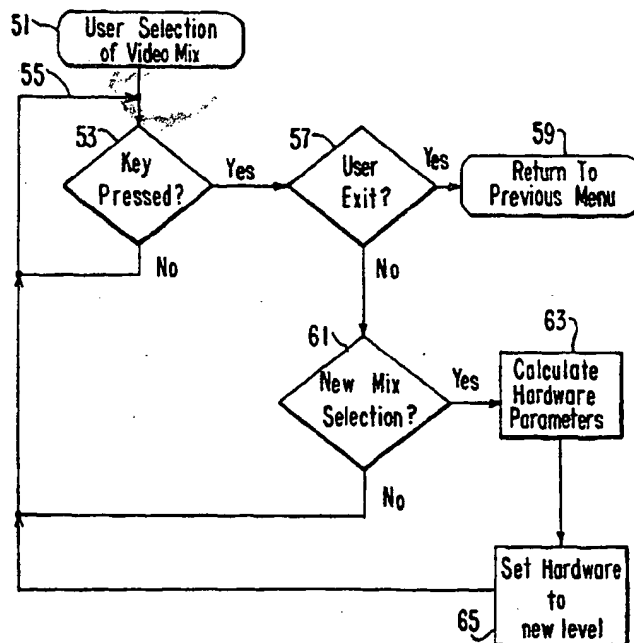 51
User Selection
of Video Mix
55
53
Key
Pressed?
Yes
No
57
User
Exit?
Yes
No
59
Return To
Previous Menu
61
New Mix
Selection?
Yes
No
63
Calculate
Hardware
Parameters
Set Hardware
to
new level
65